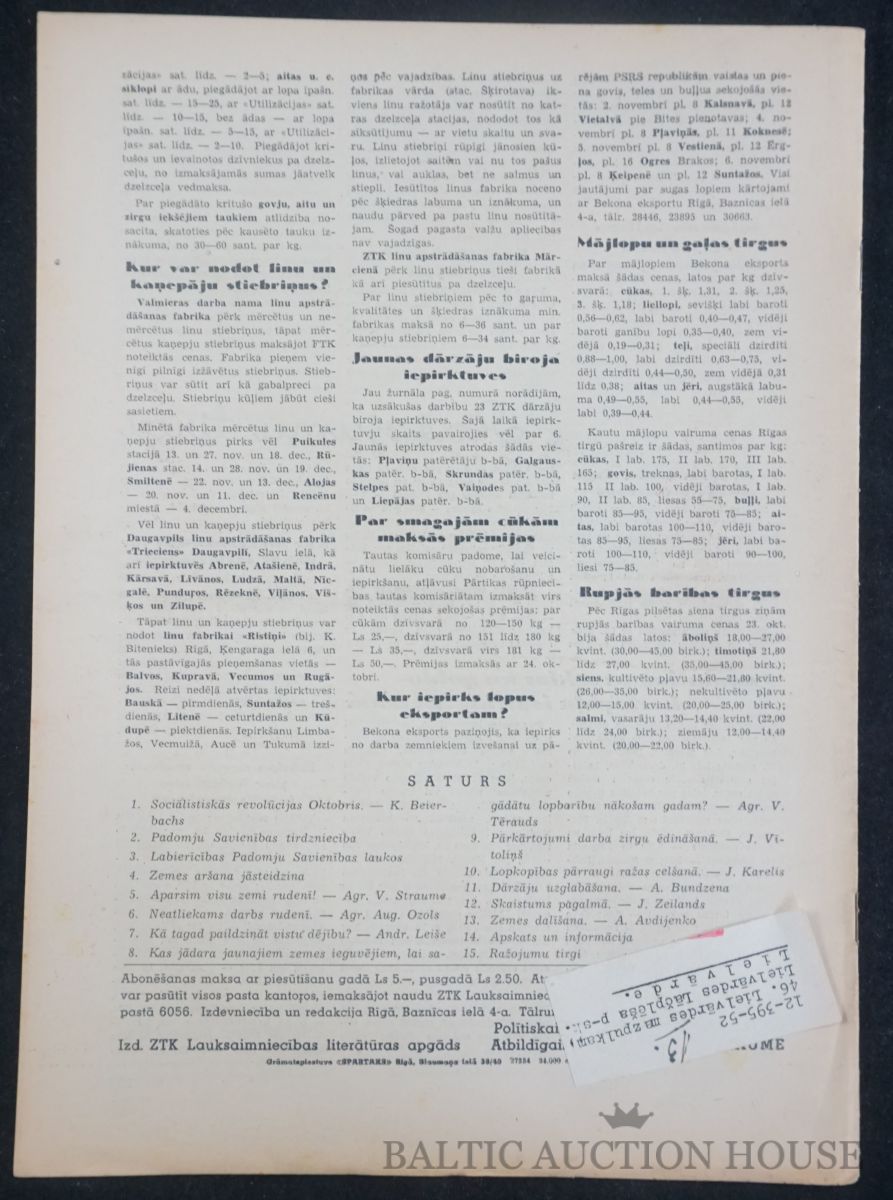 zācijas» sat. līdz. — 2—5; aitas u. c.
sīklopi ar ādu, piegādājot ar lopa īpašn.
sat. līdz. — 15—25, ar «Utilizācijas» sat.
līdz. — 10—15, bez ādas — ar lopa
īpašn. sat. līdz. — 5—15, ar «Utilizāci-
jas» sat. līdz. — 2—10. Piegādājot kri-
tušos un ievainotos dzīvniekus pa dzelz-
ceļu, no izmaksājamās sumas jāatvelk
dzelzceļa vedmaksa.
Par piegādāto kritušo govju, aitu un
zirgu iekšējiem taukiem atlīdzība no-
sacīta, skatoties pēc kausēto tauku iz-
nākuma, no 30—60 sant. par kg.
Kur var nodot linu un
kaņepāju stiebriņus?
Valmieras darba nama linu apstrā-
dāšanas fabrika pērk mērcētus un ne-
mērcētus linu stiebriņus, tāpat mēr-
cētus kaņepju stiebriņus maksājot FTK
noteiktās cenas. Fabrika pieņem vie-
nīgi pilnīgi izžāvētus stiebriņus. Stieb-
riņus var sūtīt arī kā gabalpreci pa
dzelzceļu. Stiebriņu kūļiem jābūt cieši
sasietiem.
Minētā fabrika mērcētus linu un ka-
ņepju stiebriņus pirks vēl Puikules
stacijā 13. un 27. nov. un 18. dec., Rū-
jienas stac. 14. un 28. nov. un 19. dec.,
Smiltenē — 22. nov. un 13. dec., Alojas
— 20. nov. un 11. dec. un Rencēnu
miestā — 4. decembrī.
Vēl linu un kaņepju stiebriņus pērk
Daugavpils linu apstrādāšanas fabrika
«Trieciens» Daugavpilī, Slavu ielā, kā
arī iepirktuvēs Abrenē, Atašienē, Indrā,
Kārsavā, Līvānos, Ludzā, Maltā, Nīc-
galē, Punduros, Rēzeknē, Viļānos, Viš-
ķos un Zilupē.
Tāpat linu un kaņepju stiebriņus var
nodot linu fabrikai «Ristiņi» (bij. K.
Bitenieks) Rīgā, Ķengaraga ielā 6, un
tās pastāvīgajās pieņemšanas vietās —
Balvos, Kupravā, Vecumos un Rugā-
jos. Reizi nedēļā atvērtas iepirktuves:
Bauskā — pirmdienās, Suntažos — treš-
dienās, Litenē — ceturtdienās un Kū-
dupē — piektdienās. Iepirkšanu Limba-
žos, Vecmuižā, Aucē un Tukumā izzi-
ņos pēc vajadzības. Linu stiebriņus uz
fabrikas vārda (stac. Šķirotava) ik-
viens linu ražotājs var nosūtīt no kat-
ras dzelzceļa stacijas, nododot tos kā
sīksūtījumu — ar vietu skaitu un sva-
ru. Linu stiebriņi rūpīgi jānosien kū-
ļos, izlietojot saitēm vai nu tos pašus
linus, vai auklas, bet ne salmus un
stiepli. Iesūtītos linus fabrika nocenο
pēc šķiedras labuma un iznākuma, un
naudu pārved pa pastu linu nosūtītā-
jam. Šogad pagasta valžu apliecības
nav vajadzīgas.
ZTK linu apstrādāšanas fabrika Mār-
cienā pērk linu stiebriņus tieši fabrikā
kā arī piesūtītus pa dzelzceļu.
Par linu stiebriņiem pēc to garuma,
kvalitātes un šķiedras iznākuma min.
fabrikas maksā no 6—36 sant. un par
kaņepju stiebriņiem 6—34 sant. par kg.
Jaunas dārzāju biroja
iepirktuves
Jau žurnāla pag. numurā norādījām,
ka uzsākušas darbību 23 ZTK dārzāju
biroja iepirktuves. Šajā laikā iepirk-
tuvju skaits pavairojies vēl par 6.
Jaunās iepirktuves atrodas šādās vie-
tās: Pļaviņu patērētāju b-bā, Galgaus-
kas patēr. b-bā, Skrundas patēr. b-bā,
Stelpes pat. b-bā, Vaiņodes pat. b-bā
un Liepājas patēr. b-bā.
Par smagajām cūkām
maksās prēmijas
Tautas komisāru padome, lai veici-
nātu lielāku cūku nobarošanu un
iepirkšanu, atļāvusi Pārtikas rūpniecī-
bas tautas komisāriātam izmaksāt virs
noteiktās cenas sekojošas prēmijas: par
cūkām dzīvsvarā no 120—150 kg —
Ls 25,—, dzīvsvarā no 151 līdz 180 kg
— Ls 35,—, dzīvsvarā virs 181 kg —
Ls 50,—. Prēmijas izmaksās ar 24. ok-
tobri.
Kur iepirks lopus
eksportam?
Bekona eksports paziņojis, ka iepirks
no darba zemniekiem izvešanai uz pā-
rējām PSRS republikām vaislas un pie-
na govis, teles un buļļus sekojošās vie-
tās: 2. novembrī pl. 8 Kalsnavā, pl. 12
Vietalvā pie Bites pienotavas; 4. no-
vembrī pl. 8 Pļaviņās, pl. 11 Koknesē;
5. novembrī pl. 8 Vestienā, pl. 12 Ērg-
ļos, pl. 16 Ogres Brakos; 6. novembrī
pl. 8 Ķeipenē un pl. 12 Suntažos. Visi
jautājumi par sugas lopiem kārtojami
ar Bekona eksportu Rīgā, Baznīcas ielā
4-a, tālr. 28446, 23895 un 30663.
Mājlopu un gaļas tirgus
Par mājlopiem Bekona eksports
maksā šādas cenas, latos par kg dzīv-
svarā: cūkas, 1. šķ. 1,31, 2. šķ. 1,25,
3. šķ. 1,18; liellopi, sevišķi labi baroti
0,56—0,62, labi baroti 0,40—0,47, vidēji
baroti ganību lopi 0,35—0,40, zem vi-
dējā 0,19—0,31; teļi, speciāli dzirdīti
0,88—1,00, labi dzirdīti 0,63—0,75, vi-
dēji dzirdīti 0,44—0,50, zem vidējā 0,31
līdz 0,38; aitas un jēri, augstākā labu-
ma 0,49—0,55, labi 0,44—0,55, vidēji
labi 0,39—0,44.
Kautu mājlopu vairuma cenas Rīgas
tirgū pašreiz ir šādas, santimos par kg:
cūkas, I lab. 175, II lab. 170, III lab.
165; govis, treknas, labi barotas, I lab.
115 II lab. 100, vidēji barotas, I lab.
90, II lab. 85, liesas 55—75, buļļi, labi
baroti 85—95, vidēji baroti 75—85; ai-
tas, labi barotas 100—110, vidēji baro-
tas 85—95, liesas 75—85; jēri, labi ba-
roti 100—110, vidēji baroti 90—100,
liesi 75—85.
Rupjās barības tirgus
Pēc Rīgas pilsētas siena tirgus ziņām
rupjās barības vairuma cenas 23. okt.
bija šādas latos: āboliņš 18,00—27,00
kvint. (30,00—45,00 birk.); timotiņš 21,80
līdz 27,00 kvint. (35,00—45,00 birk.);
siens, kultivēto pļavu 15,60—21,80 kvint.
(26,00—35,00 birk.); nekultivēto pļavu
12,00—15,00 kvint. (20,00—25,00 birk.);
salmi, vasarāju 13,20—14,40 kvint. (22,00
līdz 24,00 birk.); ziemāju 12,00—14,40
kvint. (20,00—22,00 birk.).
SATURS
1. Sociālistiskās revolūcijas Oktobris. — K. Beier-
bachs
2. Padomju Savienības tirdzniecība
3. Labierīcības Padomju Savienības laukos
4. Zemes aršana jāsteidzina
5. Aparsim visu zemi rudenī! — Agr. V. Straume
6. Neatliekams darbs rudenī. — Agr. Aug. Ozols
7. Kā tagad paildzināt vistu dējību? — Andr. Leiše
8. Kas jādara jaunajiem zemes ieguvējiem, lai sa-
gādātu lopbarību nākošam gadam? — Agr. V.
Tērauds
9. Pārkārtojumi darba zirgu ēdināšanā. — J. Vī-
toliņš
10. Lopkopības pārraugi ražas celšanā. — J. Karelis
11. Dārzāju uzglabāšana. — A. Bundzena
12. Skaistums pagalmā. — J. Zeilands
13. Zemes dalīšana. — A. Avdijenko
14. Apskats un informācija
15. Ražojumu tirgi
Abonēšanas maksa ar piesūtīšanu gadā Ls 5.—, pusgadā Ls 2.50. At
var pasūtīt visos pasta kantoros, iemaksājot naudu ZTK Lauksaimniec
pastā 6056. Izdevniecība un redakcija Rīgā, Baznīcas ielā 4-a. Tālru
Politiskai
Izd. ZTK Lauksaimniecības literātūras apgāds Atbildīgai UME
Grāmatspiestuve «SPARTAKS» Rīgā, Blaumaņa ielā 38/40 27354 34.000
12-395-52
46. Lielvārdes mazpulkam,
Lielvārdes Lāčplēša p-sk.
Lielvārde.
13.
BALTIC AUCTION HOUSE